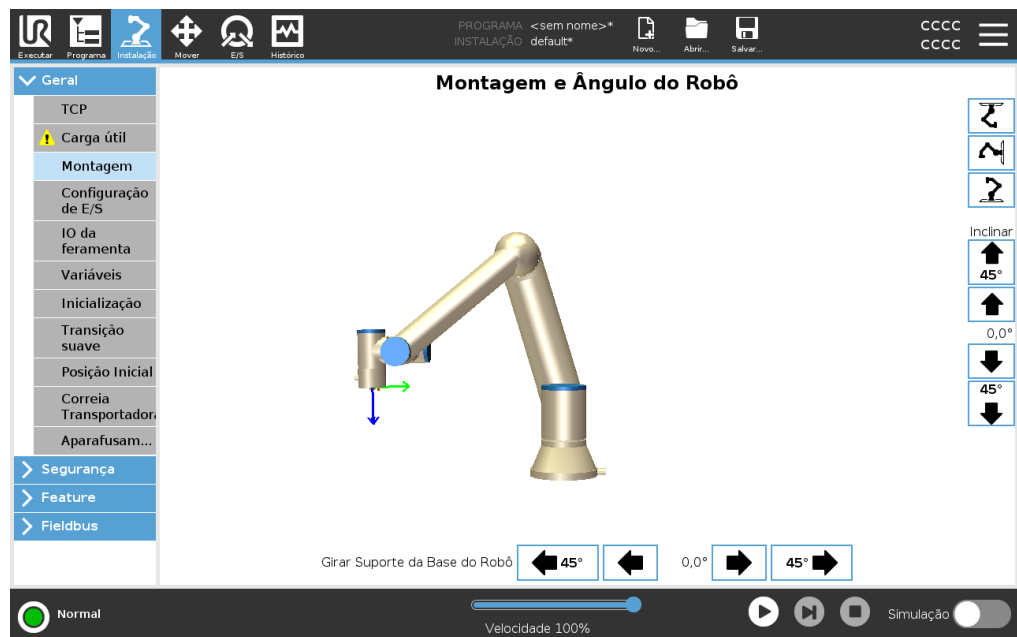 PROGRAMA <sem nome>*
INSTALAÇÃO default*
CCCC
CCCC
Executar
Programa
Instalação
Mover
E/S
Histórico
Novo...
Abrir...
Salvar...
Geral
TCP
Carga útil
Montagem
Configuração
de E/S
IO da
feramenta
Variáveis
Inicialização
Transição
suave
Posição Inicial
Correia
Transportadora
Aparafusam...
Segurança
Feature
Fieldbus
Montagem e Ângulo do Robô
Inclinar
45°
0,0°
45°
Girar Suporte da Base do Robô
45°
0,0°
45°
Normal
Velocidade 100%
Simulação